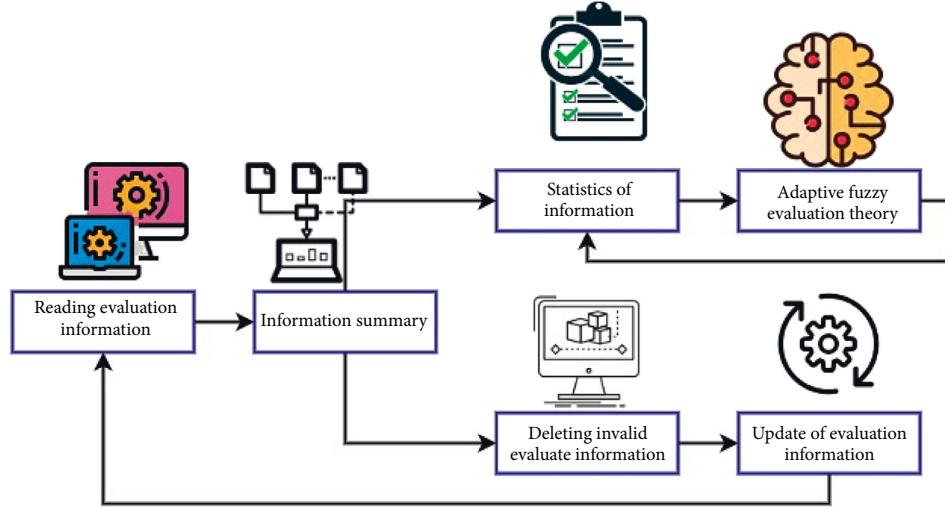 Statistics of
information
Adaptive fuzzy
evaluation theory
Reading evaluation
information
Information summary
Deleting invalid
evaluate information
Update of evaluation
information